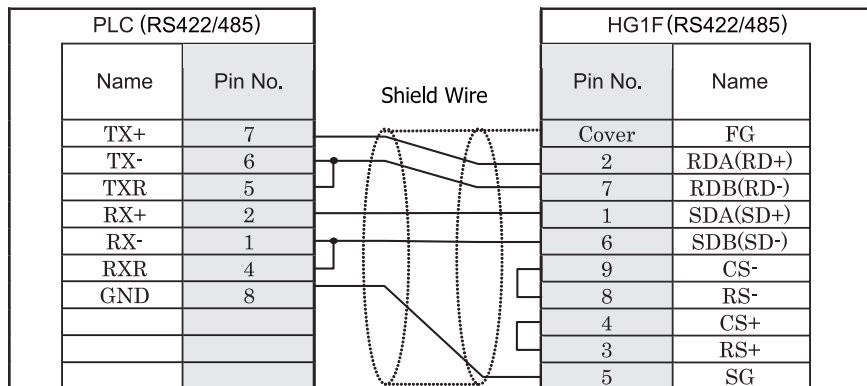 PLC (RS422/485) HG1F (RS422/485)
Name Pin No. Shield Wire Pin No. Name
TX+ 7 Cover FG
TX- 6 2 RDA(RD+)
TXR 5 7 RDB(RD-)
RX+ 2 1 SDA(SD+)
RX- 1 6 SDB(SD-)
RXR 4 9 CS-
GND 8 8 RS-
4 CS+
3 RS+
5 SG